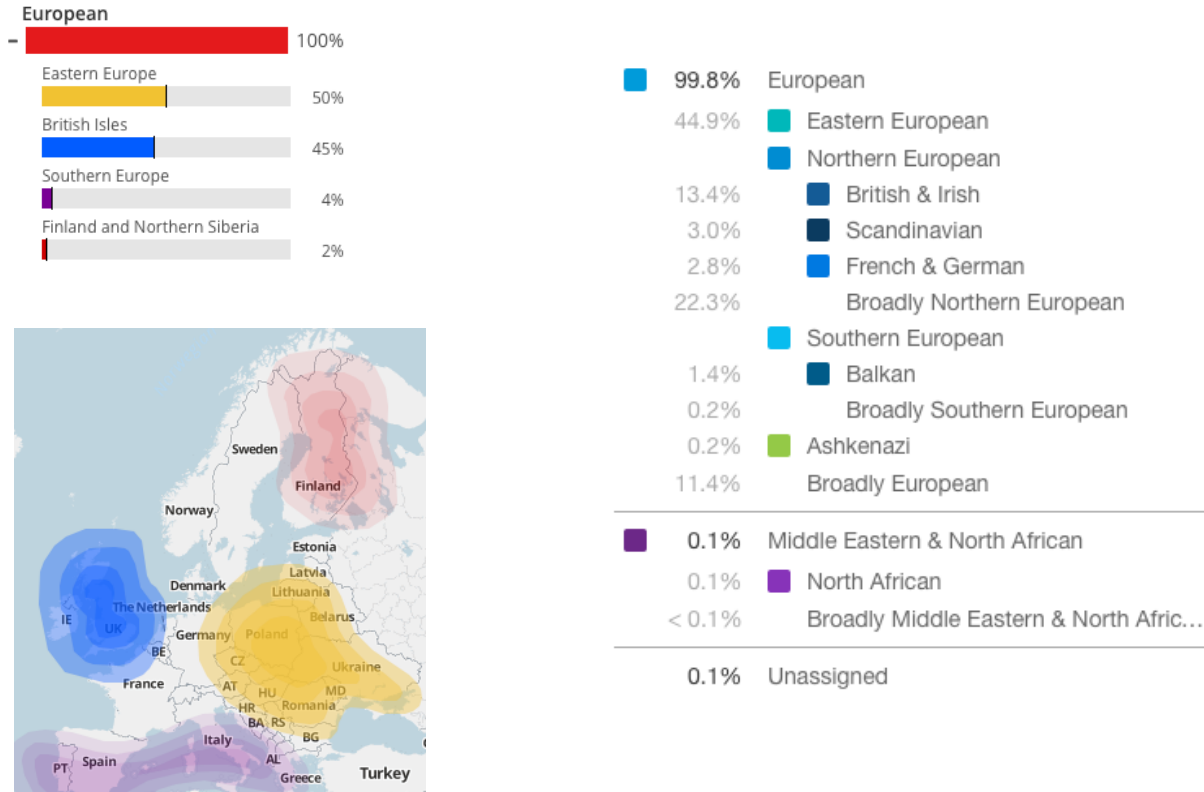 European
100%
Eastern Europe
50%
British Isles
45%
Southern Europe
4%
Finland and Northern Siberia
2%
Sweden
Finland
Norway
Estonia
Latvia
Denmark
Lithuania
The Netherlands
Belarus
IE
UK
Germany
Poland
BE
CZ
Ukraine
France
AT
HU
MD
HR
Romania
BA
RS
BG
Italy
PT
Spain
AL
Greece
Turkey
99.8% European
44.9% Eastern European
Northern European
13.4% British & Irish
3.0% Scandinavian
2.8% French & German
22.3% Broadly Northern European
Southern European
1.4% Balkan
0.2% Broadly Southern European
0.2% Ashkenazi
11.4% Broadly European
0.1% Middle Eastern & North African
0.1% North African
< 0.1% Broadly Middle Eastern & North Afric...
0.1% Unassigned